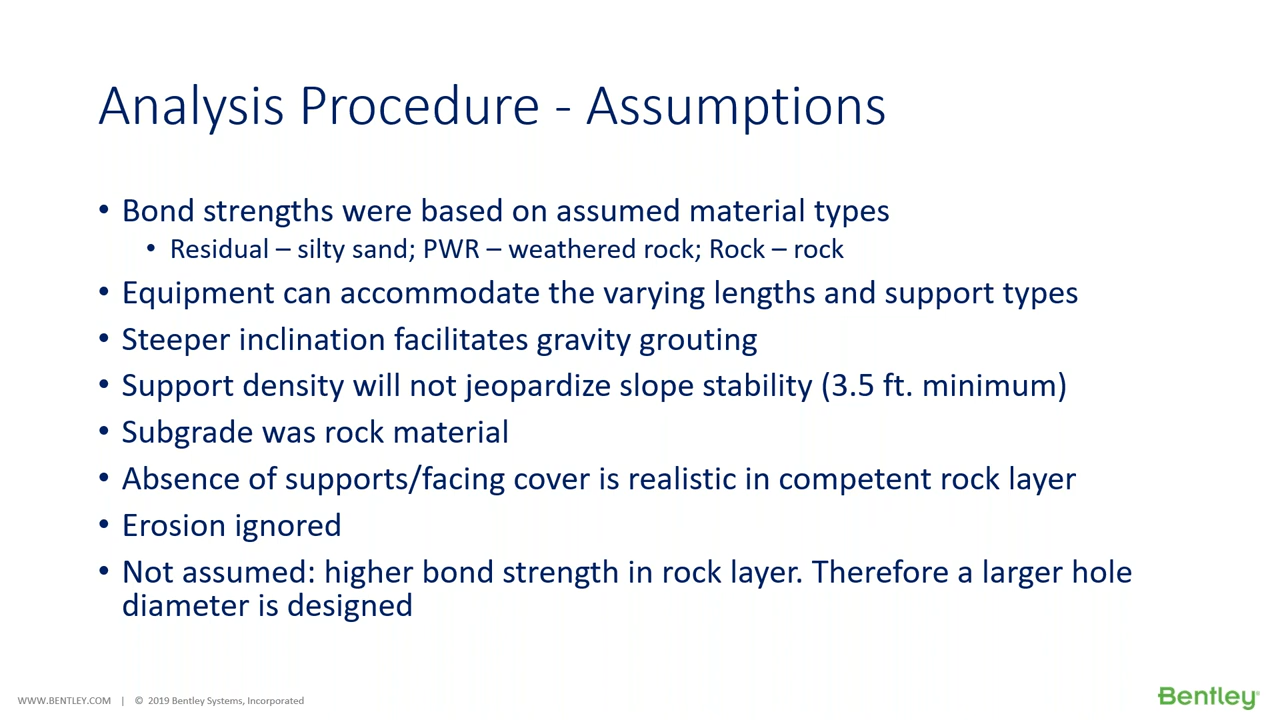 Analysis Procedure - Assumptions
• Bond strengths were based on assumed material types
• Residual – silty sand; PWR – weathered rock; Rock – rock
• Equipment can accommodate the varying lengths and support types
• Steeper inclination facilitates gravity grouting
• Support density will not jeopardize slope stability (3.5 ft. minimum)
• Subgrade was rock material
• Absence of supports/facing cover is realistic in competent rock layer
• Erosion ignored
• Not assumed: higher bond strength in rock layer. Therefore a larger hole
diameter is designed
WWW.BENTLEY.COM | © 2019 Bentley Systems, Incorporated
Bentley